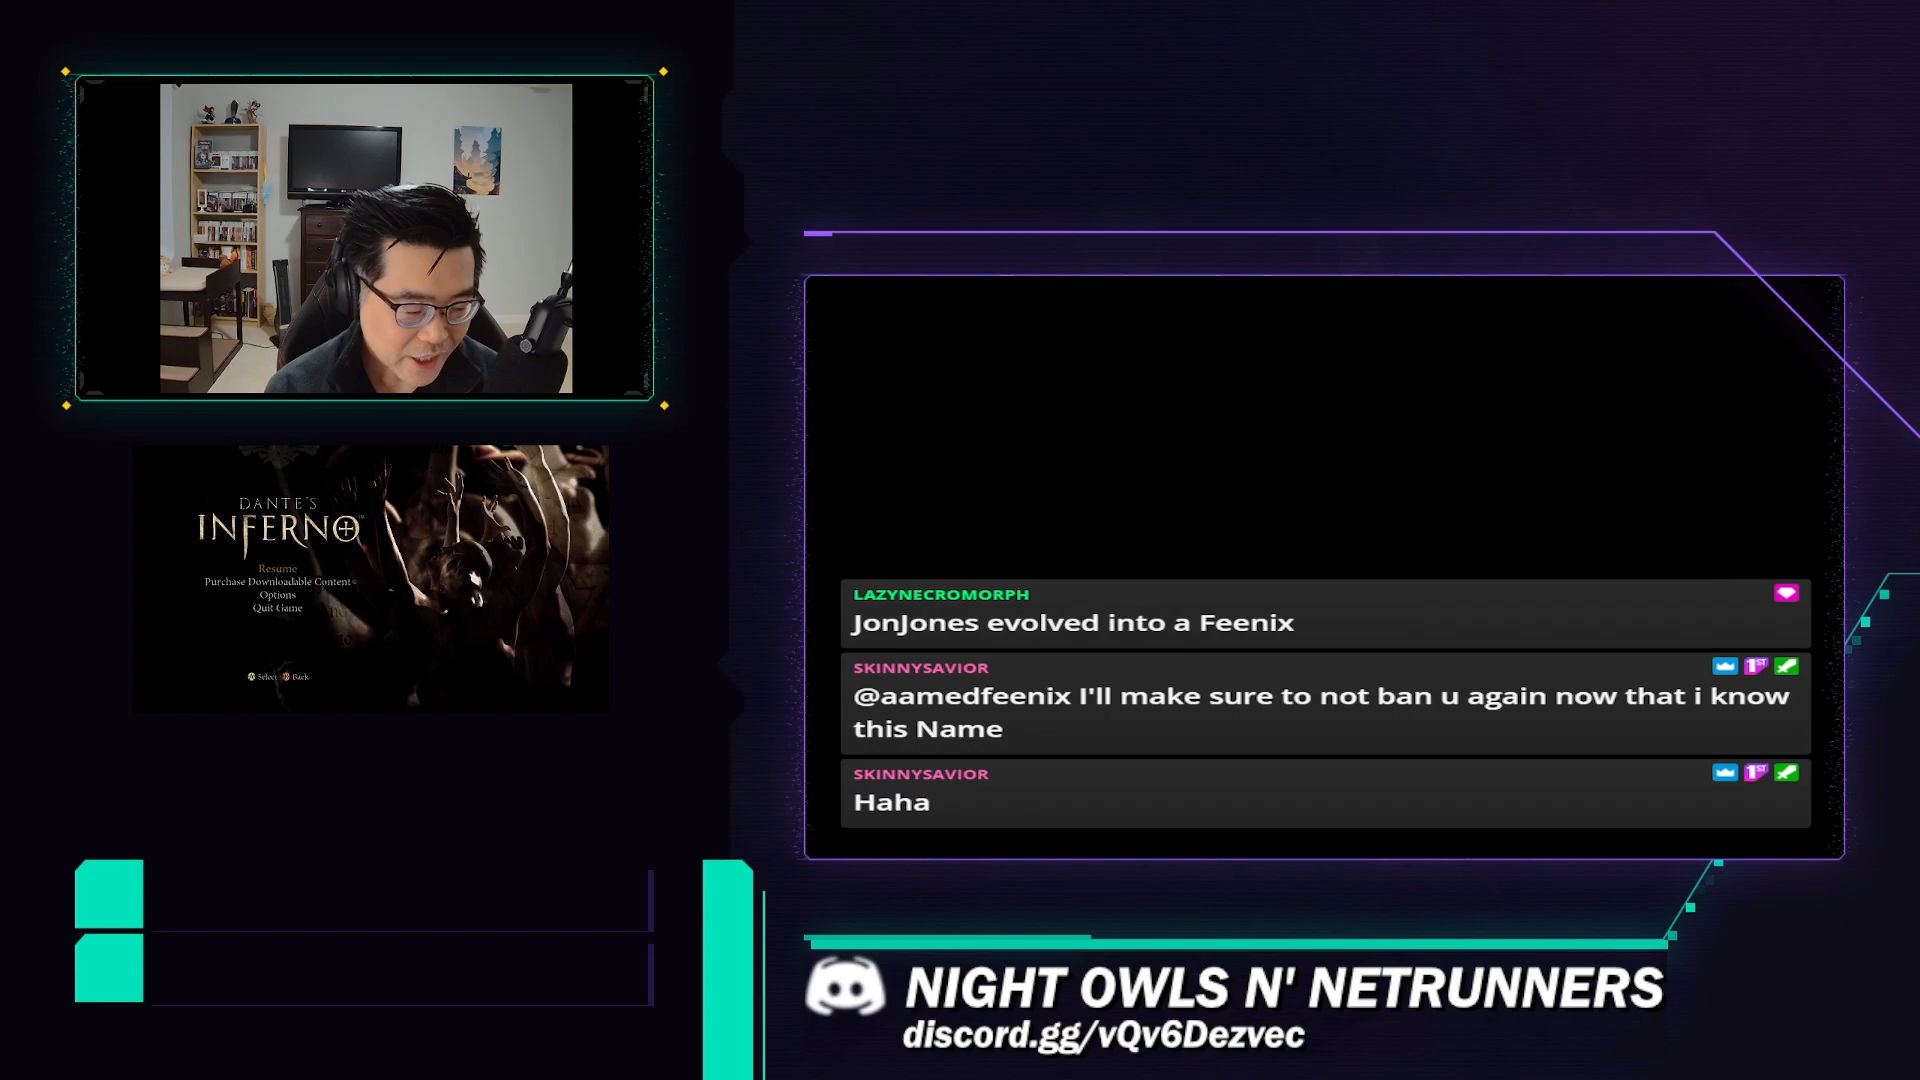 DANTE'S
INFERNO
Resume
Purchase Downloadable Content
Options
Quit Game
A Select B Back
LAZYNECROMORPH
JonJones evolved into a Feenix
SKINNYSAVIOR
1ST
@aamedfeenix I'll make sure to not ban u again now that i know
this Name
SKINNYSAVIOR
1ST
Haha
NIGHT OWLS N' NETRUNNERS
discord.gg/vQv6Dezvec